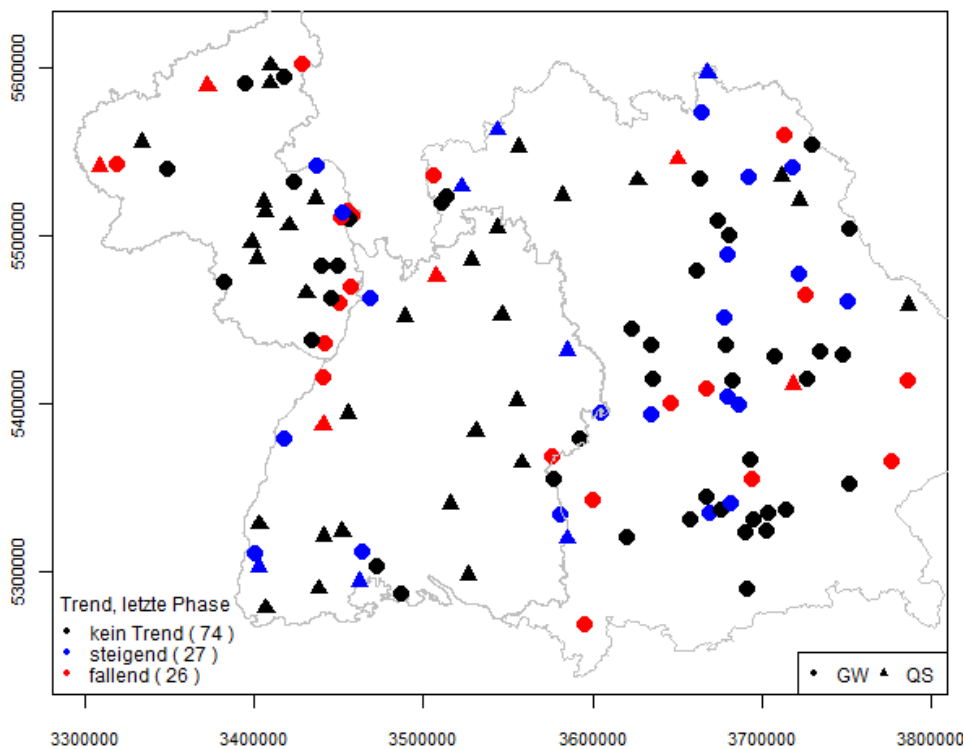 5600000
5500000
5400000
5300000
Trend, letzte Phase
kein Trend ( 74 )
steigend ( 27 )
fallend ( 26 )
GW QS
3300000 3400000 3500000 3600000 3700000 3800000